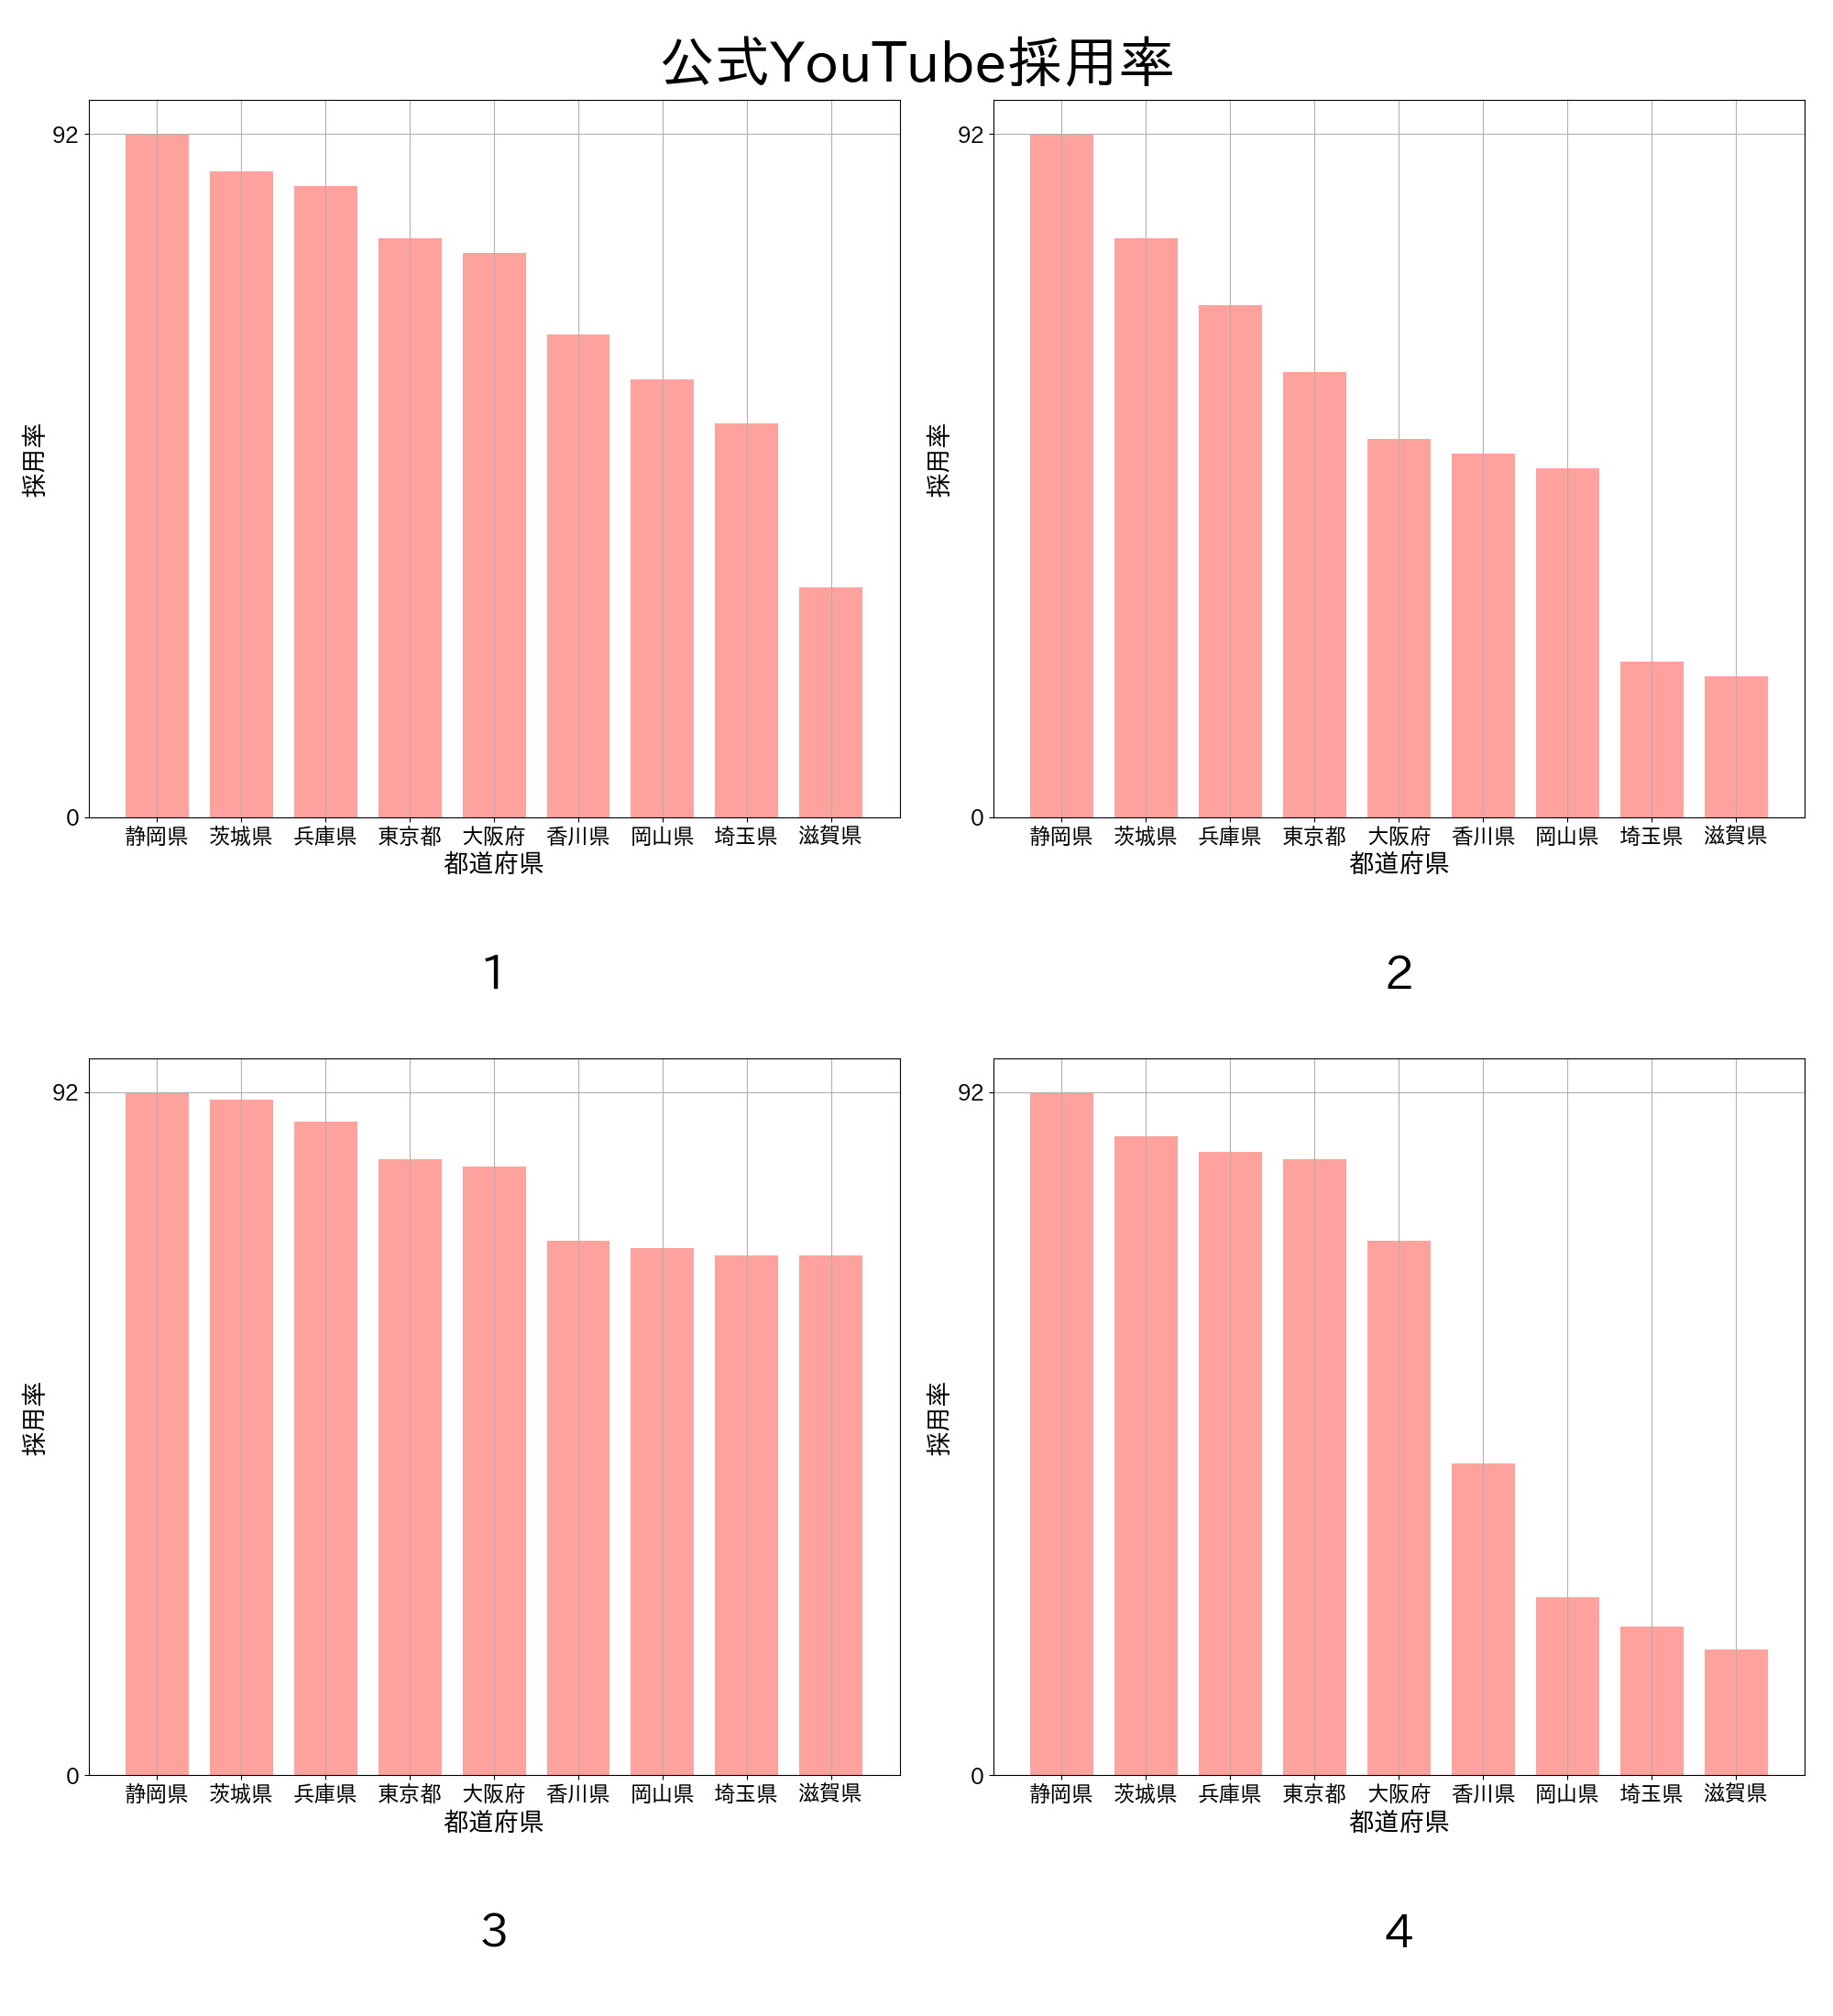 公式YouTube採用率
92
0
採用率
静岡県 茨城県 兵庫県 東京都 大阪府 香川県 岡山県 埼玉県 滋賀県
都道府県
1
92
0
採用率
静岡県 茨城県 兵庫県 東京都 大阪府 香川県 岡山県 埼玉県 滋賀県
都道府県
2
92
0
採用率
静岡県 茨城県 兵庫県 東京都 大阪府 香川県 岡山県 埼玉県 滋賀県
都道府県
3
92
0
採用率
静岡県 茨城県 兵庫県 東京都 大阪府 香川県 岡山県 埼玉県 滋賀県
都道府県
4